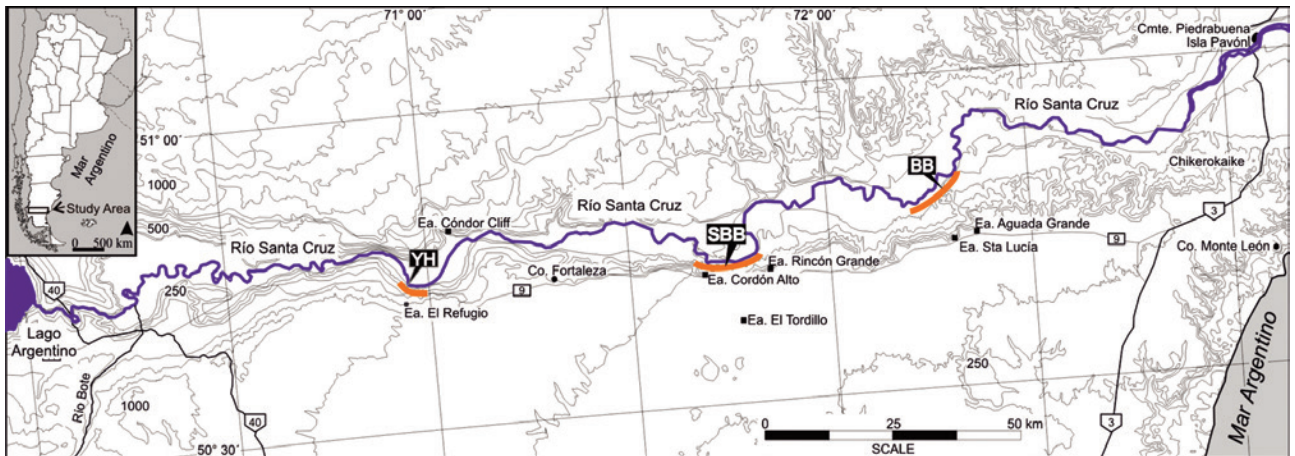 71° 00´
72° 00´
Cmte. Piedrabuena
Isla Pavón
Mar
Argentino
Study Area
0 500 km
51° 00´
1000
500
250
Río Santa Cruz
Río Santa Cruz
Río Santa Cruz
Chikerokaike
BB
SBB
YH
Ea. Cóndor Cliff
Co. Fortaleza
Ea. El Refugio
Ea. Rincón Grande
Ea. Cordón Alto
Ea. El Tordillo
Ea. Aguada Grande
Ea. Sta Lucía
Co. Monte León
9
9
3
3
40
40
Lago
Argentino
Río Bote
1000
250
50° 30´
0 25 50 km
SCALE
Mar Argentino